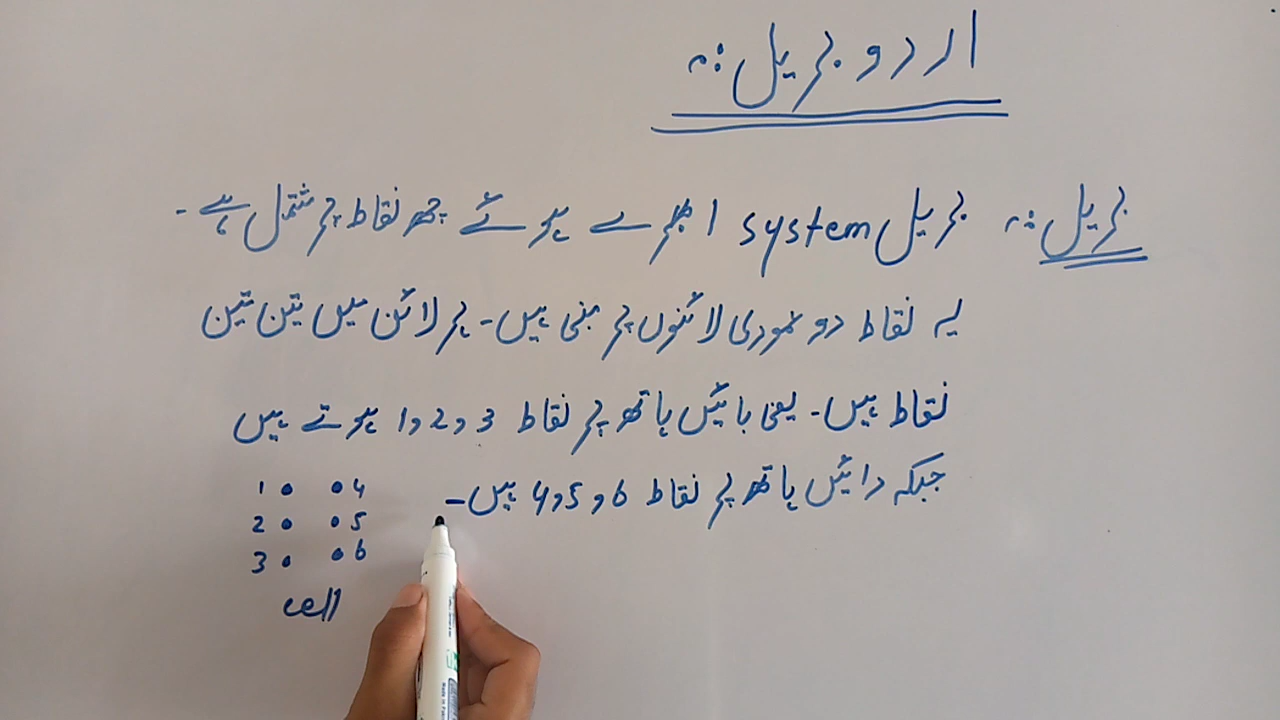 اردو بریل:۔
بریل:۔ بریل system ابھرے ہوئے چھ نقاط پر مشتمل ہے۔
یہ نقاط دو عمودی لائنوں پر مبنی ہیں۔ ہر لائن میں تین تین
نقاط ہیں۔ یعنی بائیں ہاتھ پر نقاط 1,2,3 ہوتے ہیں
جبکہ دائیں ہاتھ پر نقاط 4,5,6 ہیں۔
1 4
2 5
3 6
cell